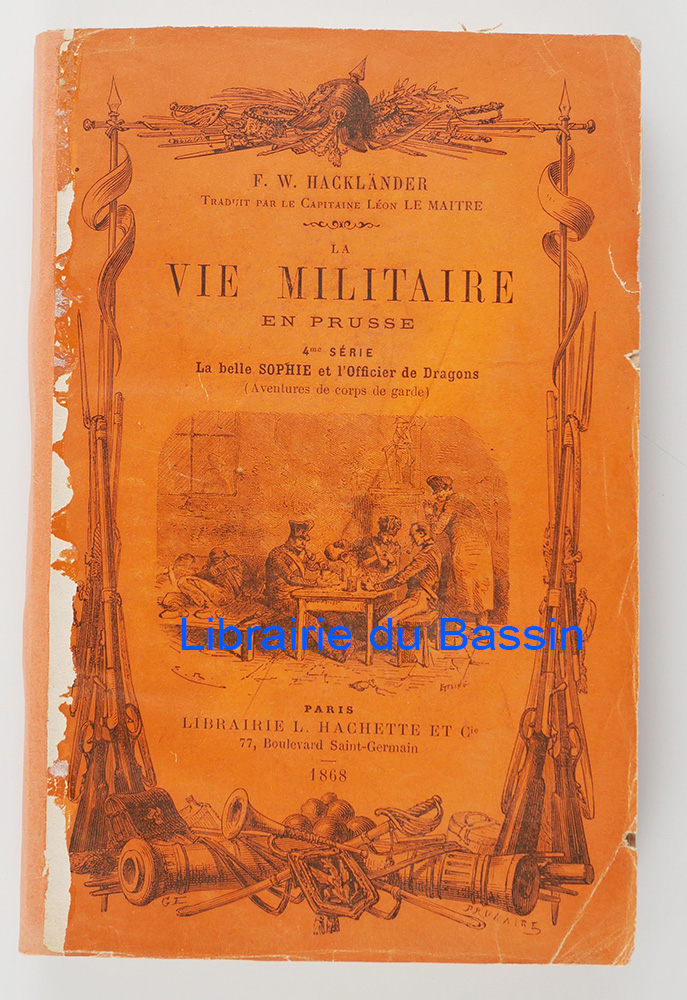 F. W. HACKLÄNDER
TRADUIT PAR LE CAPITAINE LÉON LE MAITRE
LA
VIE MILITAIRE
EN PRUSSE
4me SÉRIE
La belle SOPHIE et l'Officier de Dragons
(Aventures de corps de garde)
Librairie du Bassin
PARIS
LIBRAIRIE L. HACHETTE ET Cie
77, Boulevard Saint-Germain
1868
PRUNAIRE